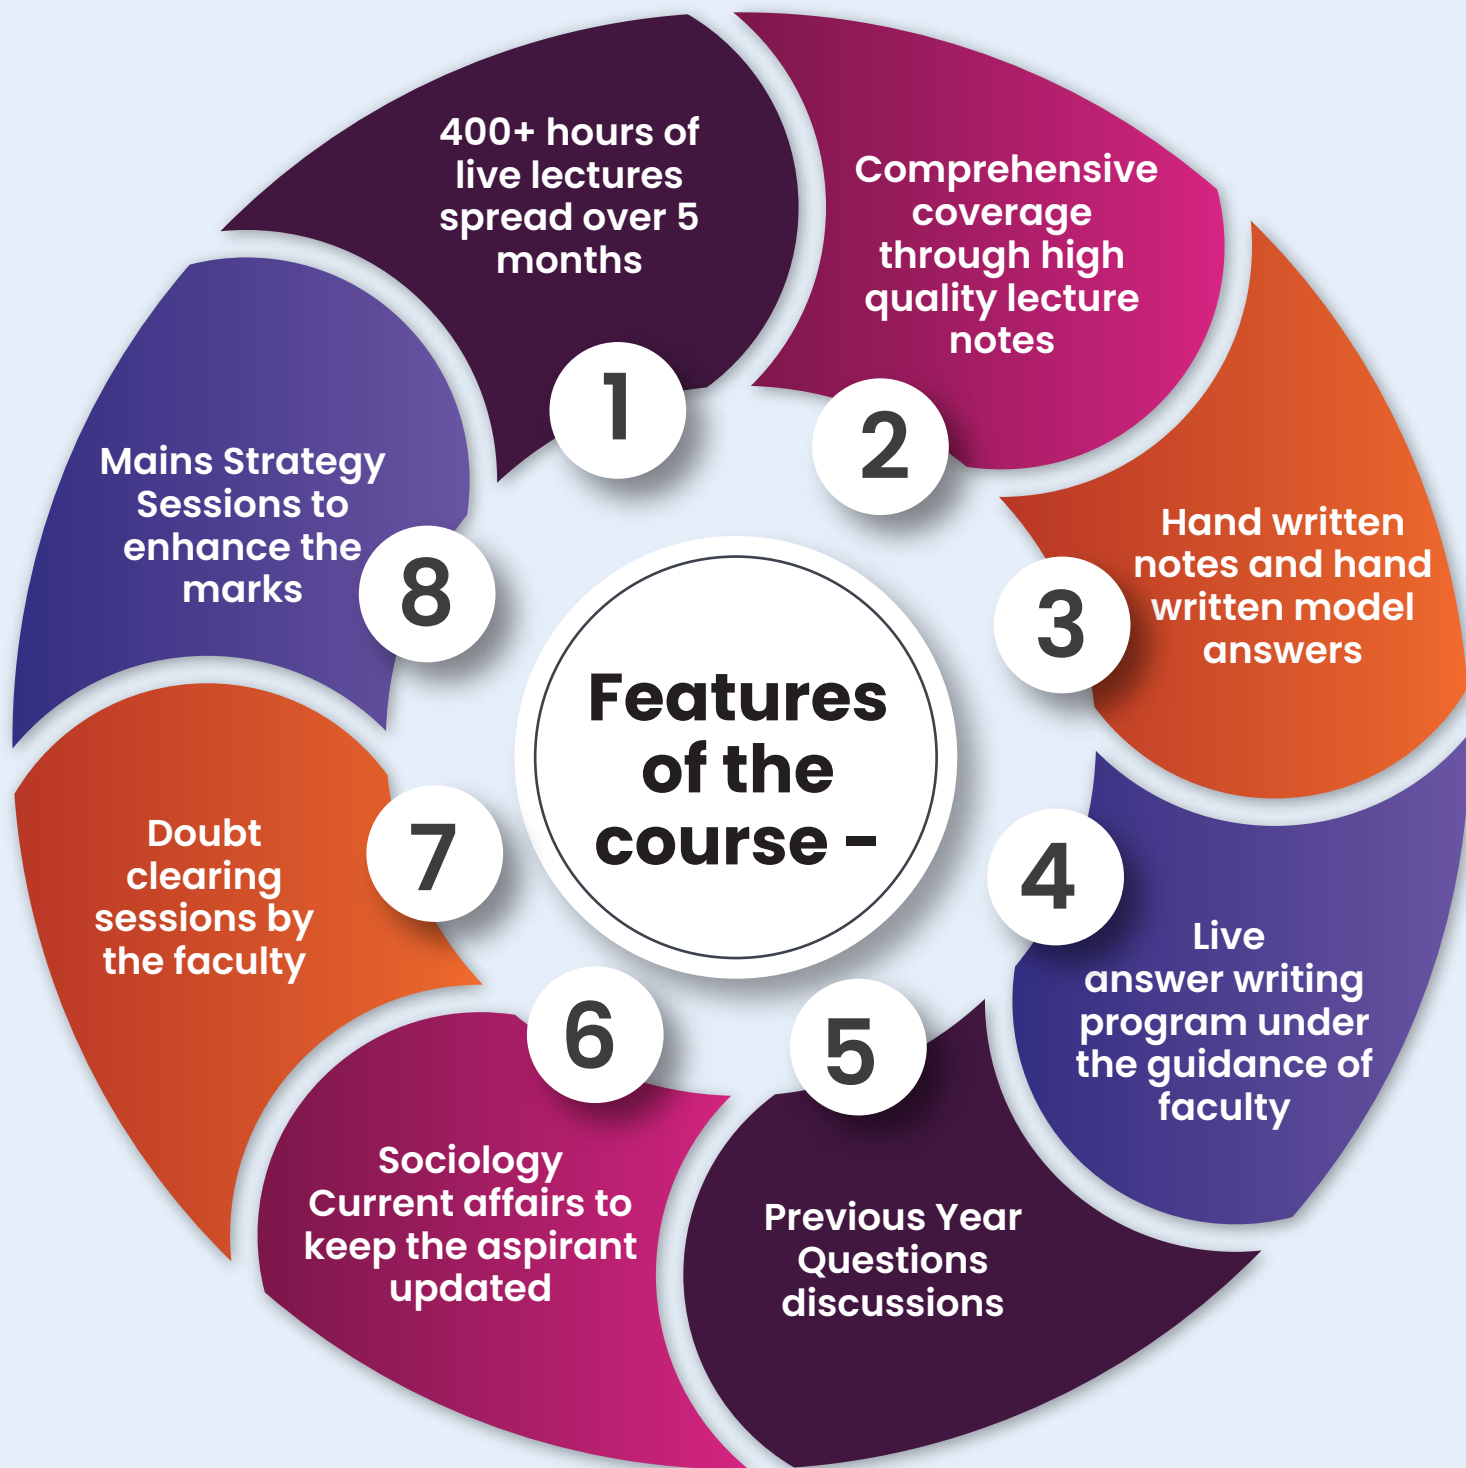 Features
of the
course -
1
400+ hours of
live lectures
spread over 5
months
2
Comprehensive
coverage
through high
quality lecture
notes
3
Hand written
notes and hand
written model
answers
4
Live
answer writing
program under
the guidance of
faculty
5
Previous Year
Questions
discussions
6
Sociology
Current affairs to
keep the aspirant
updated
7
Doubt
clearing
sessions by
the faculty
8
Mains Strategy
Sessions to
enhance the
marks